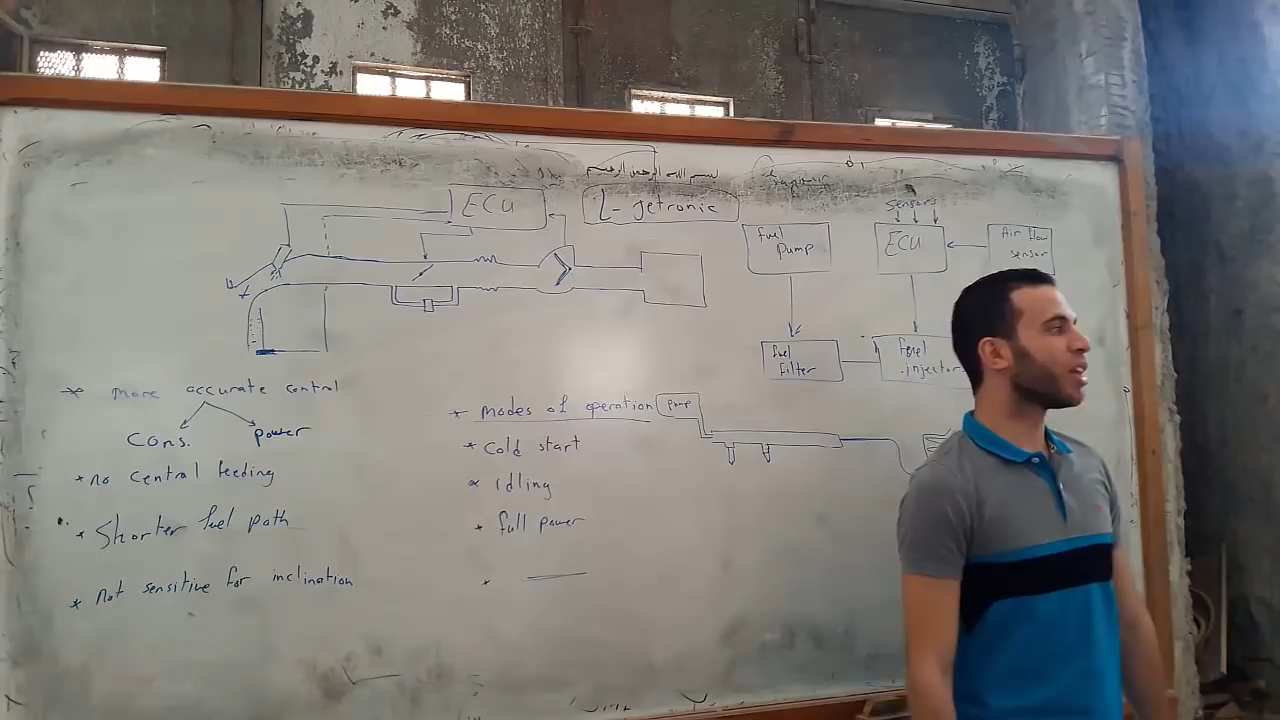 بسم الله الرحمن الرحيم
ECU
L-jetronic
sensors
fuel pump
ECU
Air flow sensor
fuel filter
fuel injector
* more accurate control
Cons. power
* no central feeding
* Shorter fuel path
* not sensitive for inclination
* modes of operation
pump
* Cold start
* idling
* full power